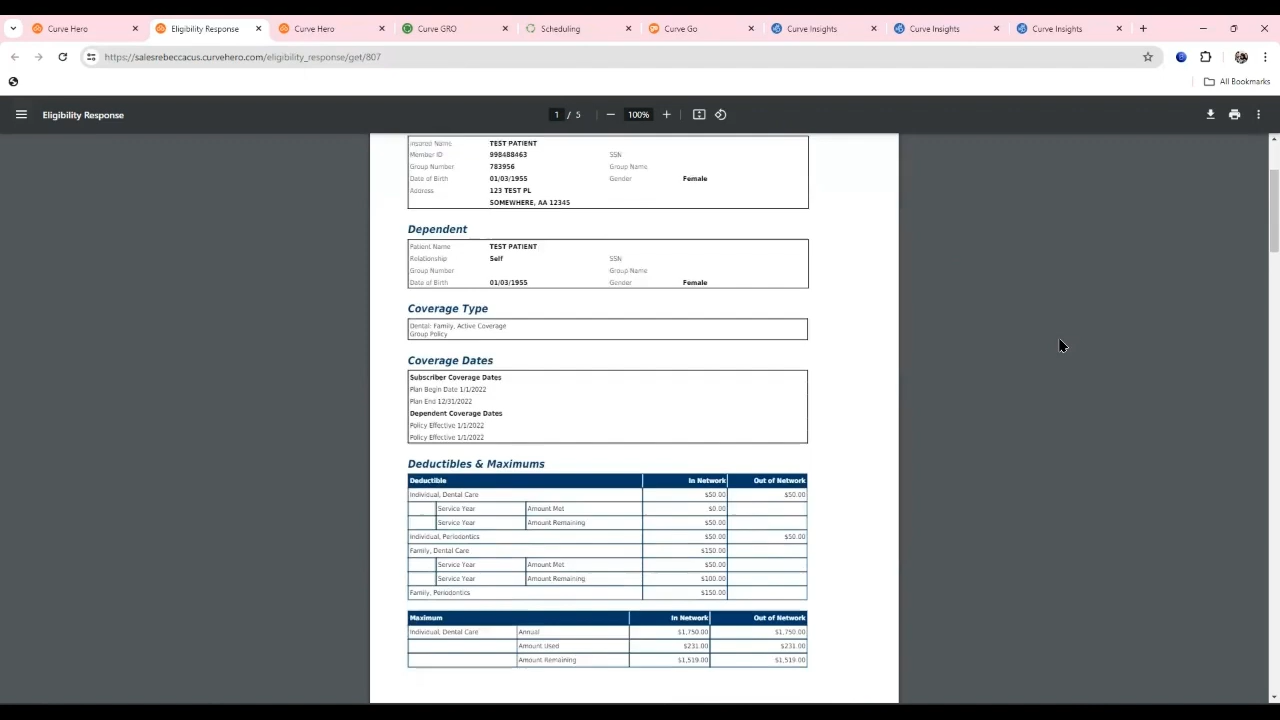 Curve Hero
Eligibility Response
Curve Hero
Curve GRO
Scheduling
Curve Go
Curve Insights
Curve Insights
Curve Insights
https://salesrebeccacus.curvehero.com/eligibility_response/get/807
All Bookmarks
Eligibility Response
1 / 5
100%
Insured Name TEST PATIENT
Member ID 998488463 SSN
Group Number 783956 Group Name
Date of Birth 01/03/1955 Gender Female
Address 123 TEST PL
SOMEWHERE, AA 12345
Dependent
Patient Name TEST PATIENT
Relationship Self SSN
Group Number Group Name
Date of Birth 01/03/1955 Gender Female
Coverage Type
Dental: Family, Active Coverage
Group Policy
Coverage Dates
Subscriber Coverage Dates
Plan Begin Date 1/1/2022
Plan End 12/31/2022
Dependent Coverage Dates
Policy Effective 1/1/2022
Policy Effective 1/1/2022
Deductibles & Maximums
Deductible In Network Out of Network
Individual, Dental Care $50.00 $50.00
Service Year Amount Met $0.00
Service Year Amount Remaining $50.00
Individual, Periodontics $50.00 $50.00
Family, Dental Care $150.00
Service Year Amount Met $50.00
Service Year Amount Remaining $100.00
Family, Periodontics $150.00
Maximum In Network Out of Network
Individual, Dental Care Annual $1,750.00 $1,750.00
Amount Used $231.00 $231.00
Amount Remaining $1,519.00 $1,519.00